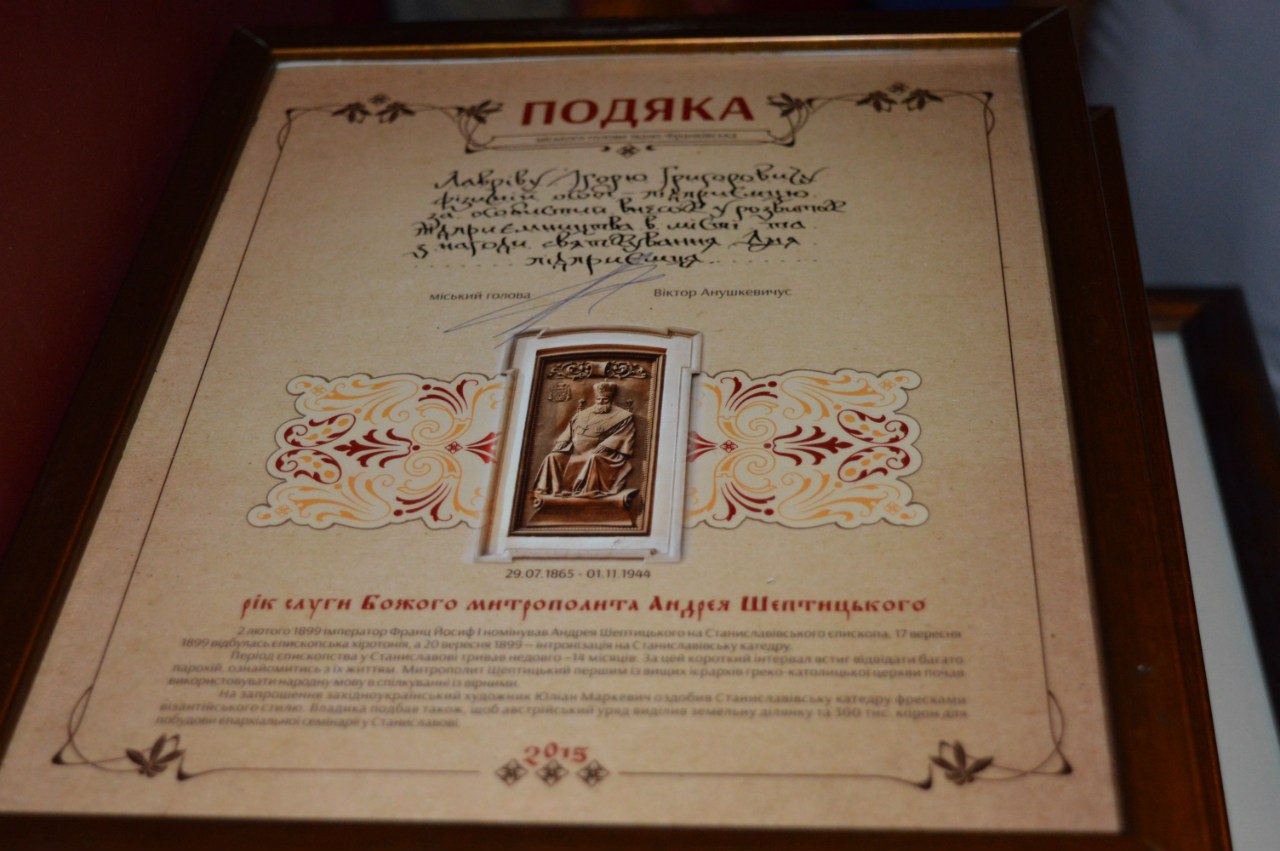 ПОДЯКА
міського голови Івано-Франківська
Лавріву Ігорю Григоровичу
фізичній особі – підприємцю
за особистий внесок у розвиток
підприємництва в місті та
з нагоди святкування Дня
підприємця
міський голова Віктор Анушкевичус
29.07.1865 - 01.11.1944
рік слуги Божого митрополита Андрея Шептицького
2 лютого 1899 імператор Франц Йосиф І номінував Андрея Шептицького на Станиславівського єпископа, 17 вересня
1899 відбулась єпископська хіротонія, а 20 вересня 1899 – інтронізація на Станиславівську катедру.
Період єпископства у Станиславові тривав недовго –14 місяців. За цей короткий інтервал встиг відвідати багато
парохій, ознайомитись з їх життям. Митрополит Шептицький першим із вищих ієрархів греко-католицької церкви почав
використовувати народну мову в спілкуванні із вірними.
На запрошення західноукраїнський художник Юліан Маркевич оздобив Станиславівську катедру фресками
візантійського стилю. Владика подбав також, щоб австрійський уряд виділив земельну ділянку та 300 тис. корон для
побудови єпархіальної семінарії у Станиславові.
2015